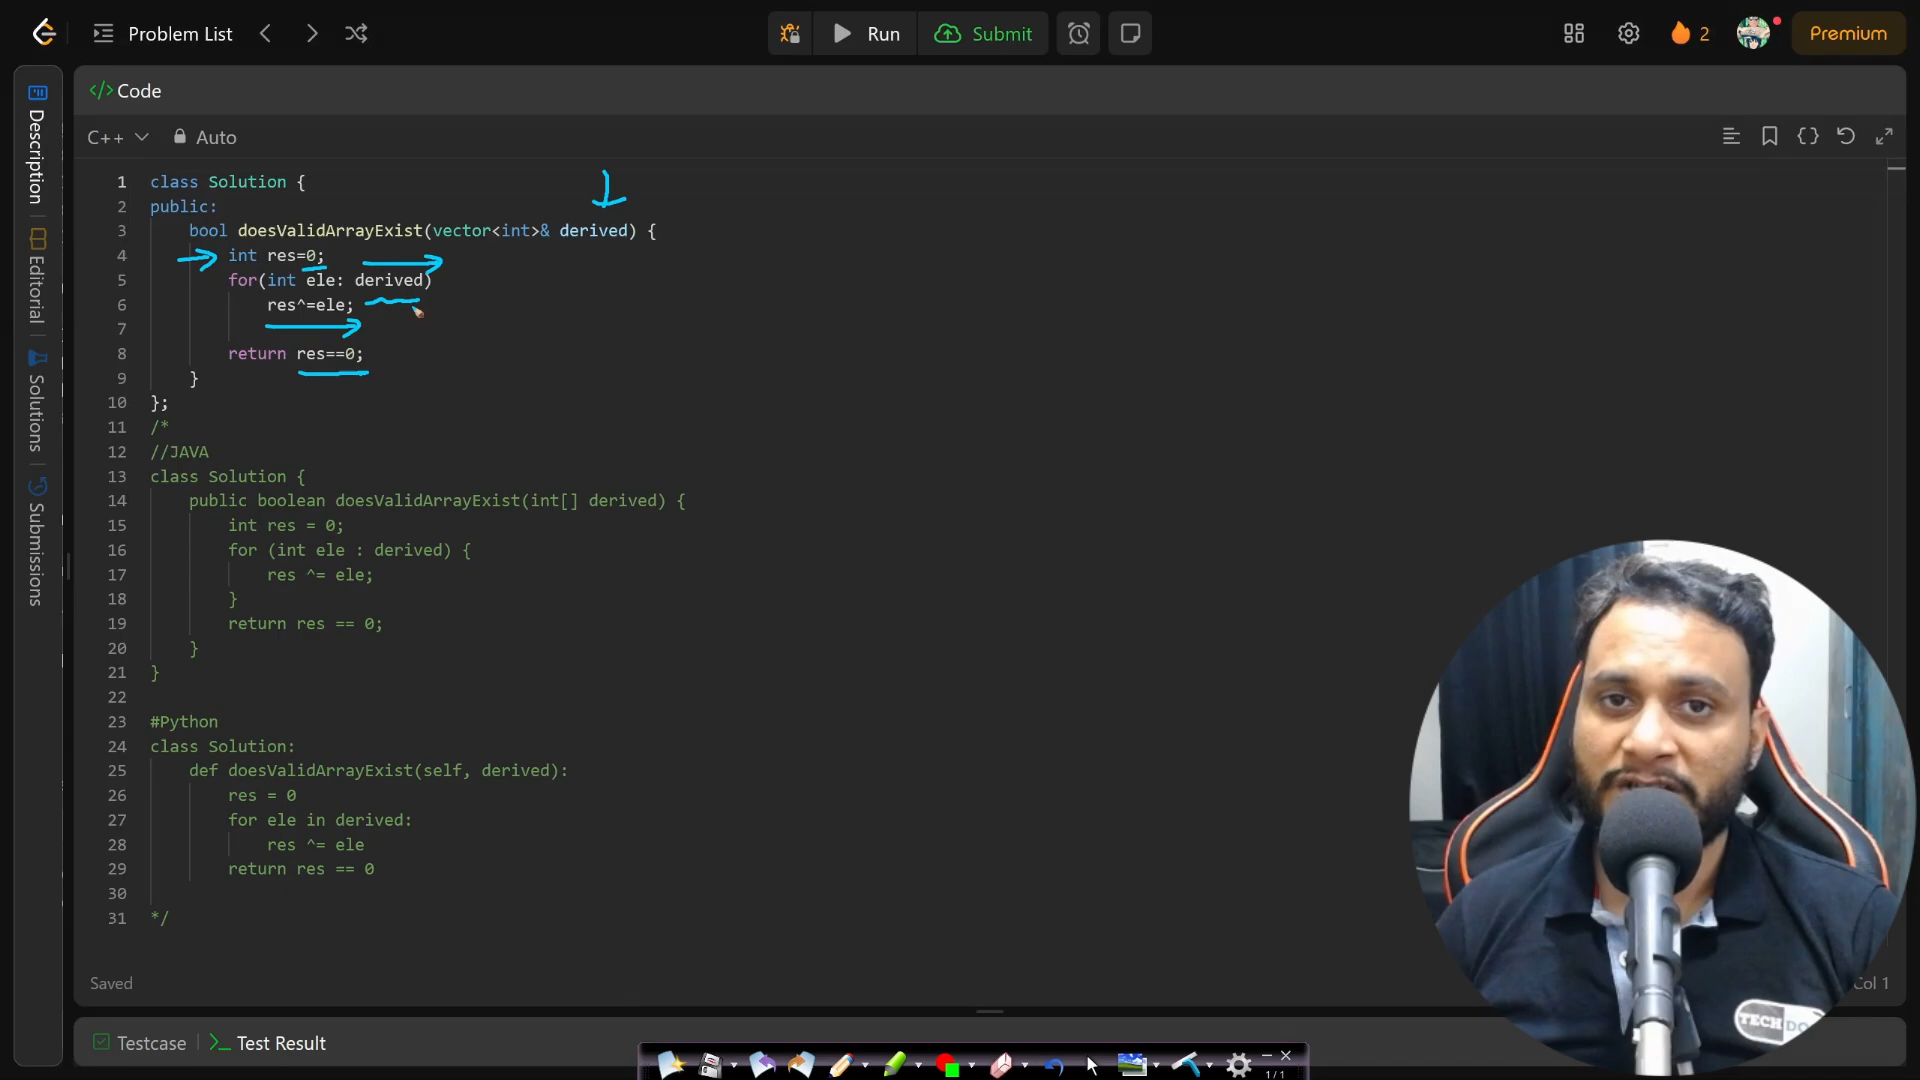 Problem List
Run
Submit
2
Premium
Description
Editorial
Solutions
Submissions
</> Code
C++
Auto
1 class Solution {
2 public:
3 bool doesValidArrayExist(vector<int>& derived) {
4 int res=0;
5 for(int ele: derived)
6 res^=ele;
7
8 return res==0;
9 }
10 };
11 /*
12 //JAVA
13 class Solution {
14 public boolean doesValidArrayExist(int[] derived) {
15 int res = 0;
16 for (int ele : derived) {
17 res ^= ele;
18 }
19 return res == 0;
20 }
21 }
22
23 #Python
24 class Solution:
25 def doesValidArrayExist(self, derived):
26 res = 0
27 for ele in derived:
28 res ^= ele
29 return res == 0
30
31 */
Saved
Col 1
TECH DO
Testcase
Test Result
1/1